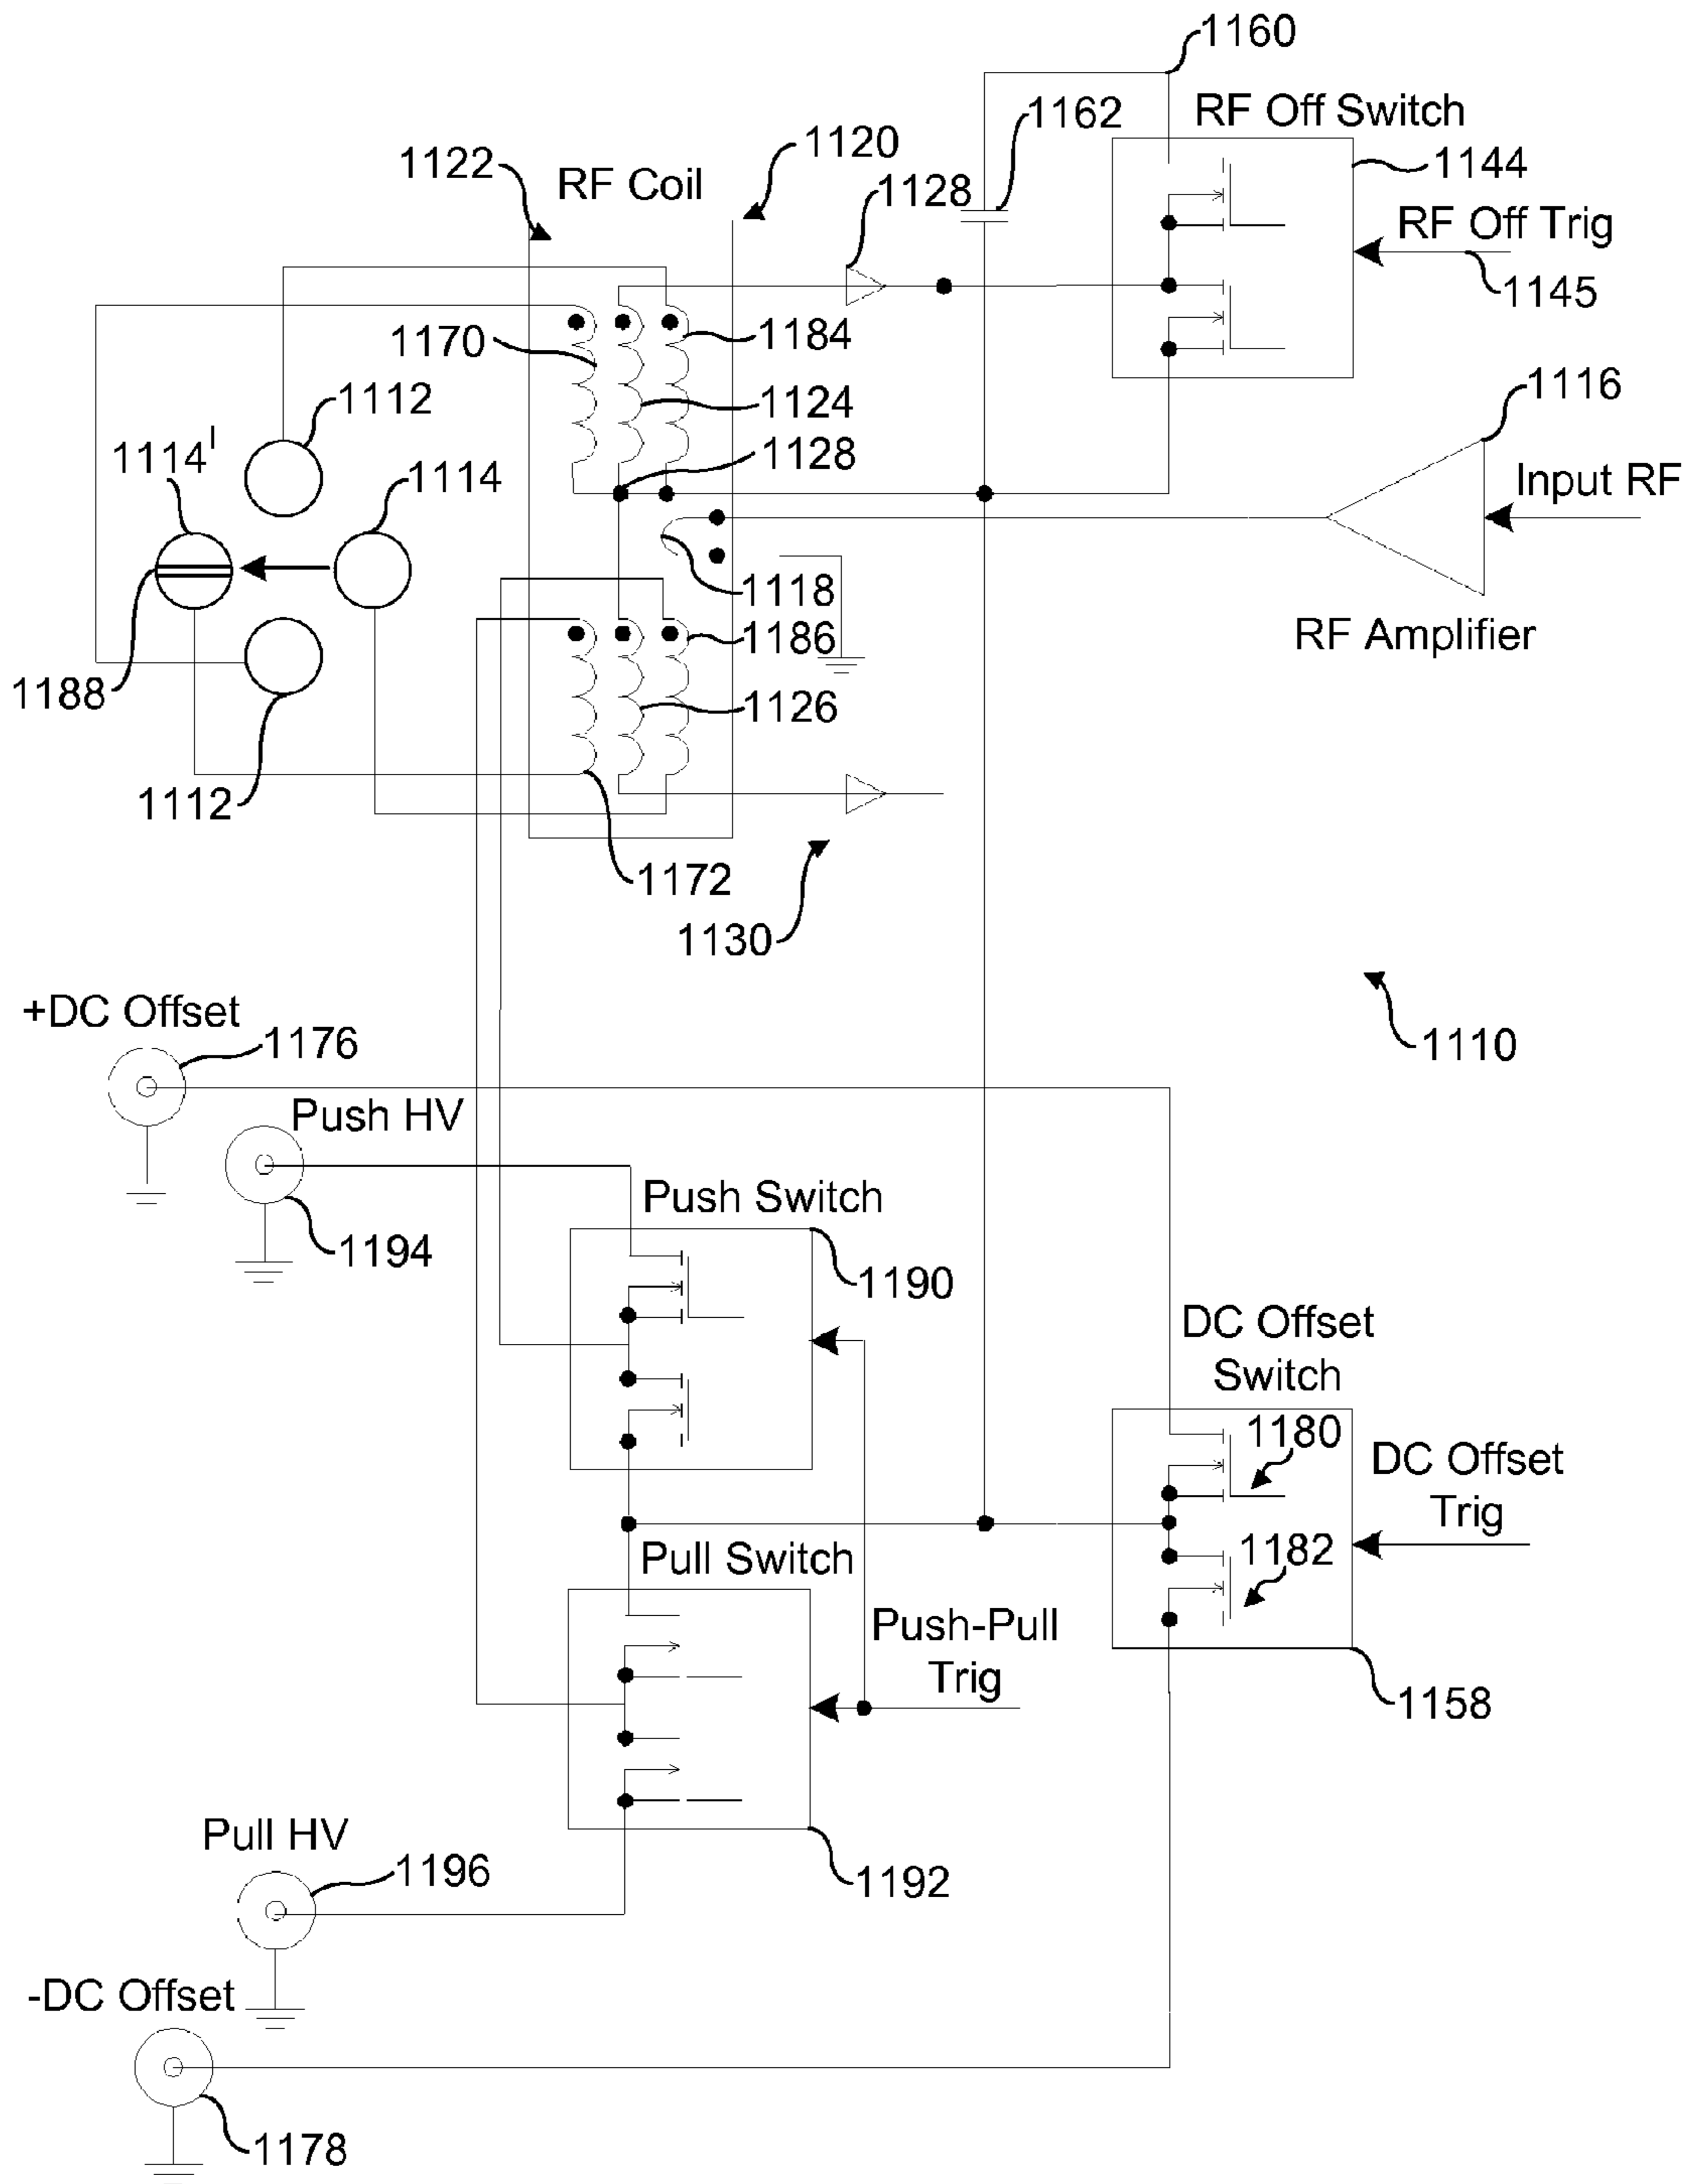 1160
RF Off Switch
1162
1120
1122
RF Coil
1144
1128
RF Off Trig
1145
1170
1184
1112
1124
1116
1114'
1128
1114
Input RF
1118
RF Amplifier
1186
1188
1126
1112
1172
1130
+DC Offset
1176
1110
Push HV
Push Switch
1194
1190
DC Offset
Switch
1180
DC Offset
Trig
1182
Pull Switch
Push-Pull
Trig
1158
Pull HV
1196
1192
-DC Offset
1178